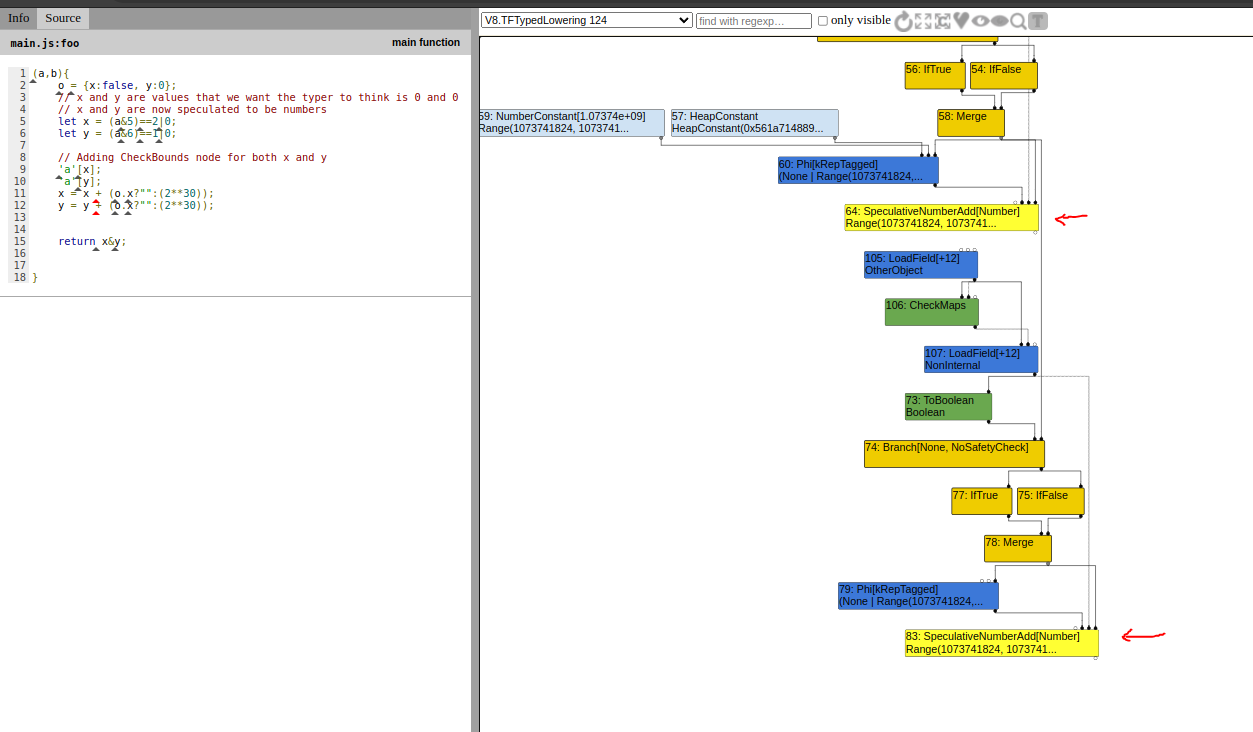 Info Source
V8.TFTypedLowering 124
find with regexp...
only visible
T
main.js:foo
main function
1 (a,b){
2 o = {x:false, y:0};
3 // x and y are values that we want the typer to think is 0 and 0
4 // x and y are now speculated to be numbers
5 let x = (a&5)==2|0;
6 let y = (a&6)==1|0;
7
8 // Adding CheckBounds node for both x and y
9 'a'[x];
10 'a'[y];
11 x = x + (o.x?"":(2**30));
12 y = y + (o.x?"":(2**30));
13
14
15 return x&y;
16
17
18 }
56: IfTrue
54: IfFalse
59: NumberConstant[1.07374e+09]
Range(1073741824, 1073741...
57: HeapConstant
HeapConstant(0x561a714889...
58: Merge
60: Phi[kRepTagged]
(None | Range(1073741824,...
64: SpeculativeNumberAdd[Number]
Range(1073741824, 1073741...
105: LoadField[+12]
OtherObject
106: CheckMaps
107: LoadField[+12]
NonInternal
73: ToBoolean
Boolean
74: Branch[None, NoSafetyCheck]
77: IfTrue
75: IfFalse
78: Merge
79: Phi[kRepTagged]
(None | Range(1073741824,...
83: SpeculativeNumberAdd[Number]
Range(1073741824, 1073741...